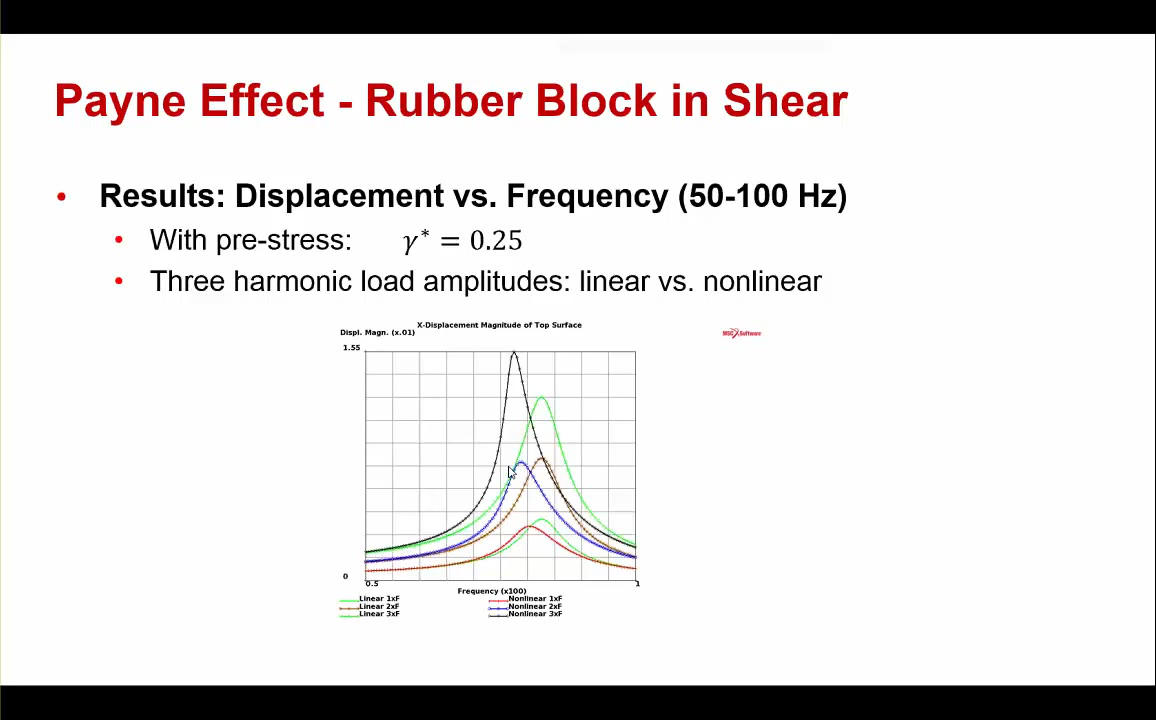 Payne Effect - Rubber Block in Shear
• Results: Displacement vs. Frequency (50-100 Hz)
• With pre-stress: γ* = 0.25
• Three harmonic load amplitudes: linear vs. nonlinear
X-Displacement Magnitude of Top Surface
Displ. Magn. (x.01)
MSC Software
1.55
0
0.5
1
Frequency (x100)
Linear 1xF
Nonlinear 1xF
Linear 2xF
Nonlinear 2xF
Linear 3xF
Nonlinear 3xF